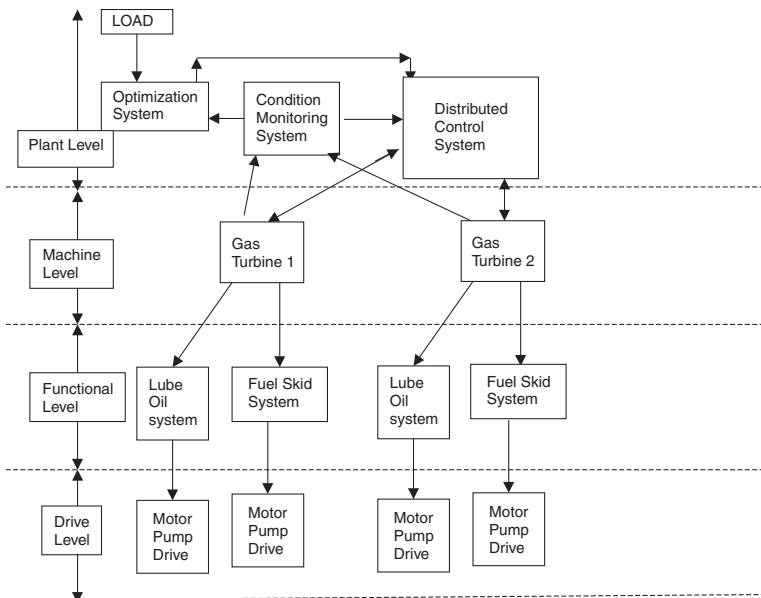 LOAD
Optimization
System
Condition
Monitoring
System
Distributed
Control
System
Plant Level
Machine
Level
Gas
Turbine 1
Gas
Turbine 2
Functional
Level
Lube
Oil
system
Fuel Skid
System
Lube
Oil
system
Fuel Skid
System
Drive
Level
Motor
Pump
Drive
Motor
Pump
Drive
Motor
Pump
Drive
Motor
Pump
Drive